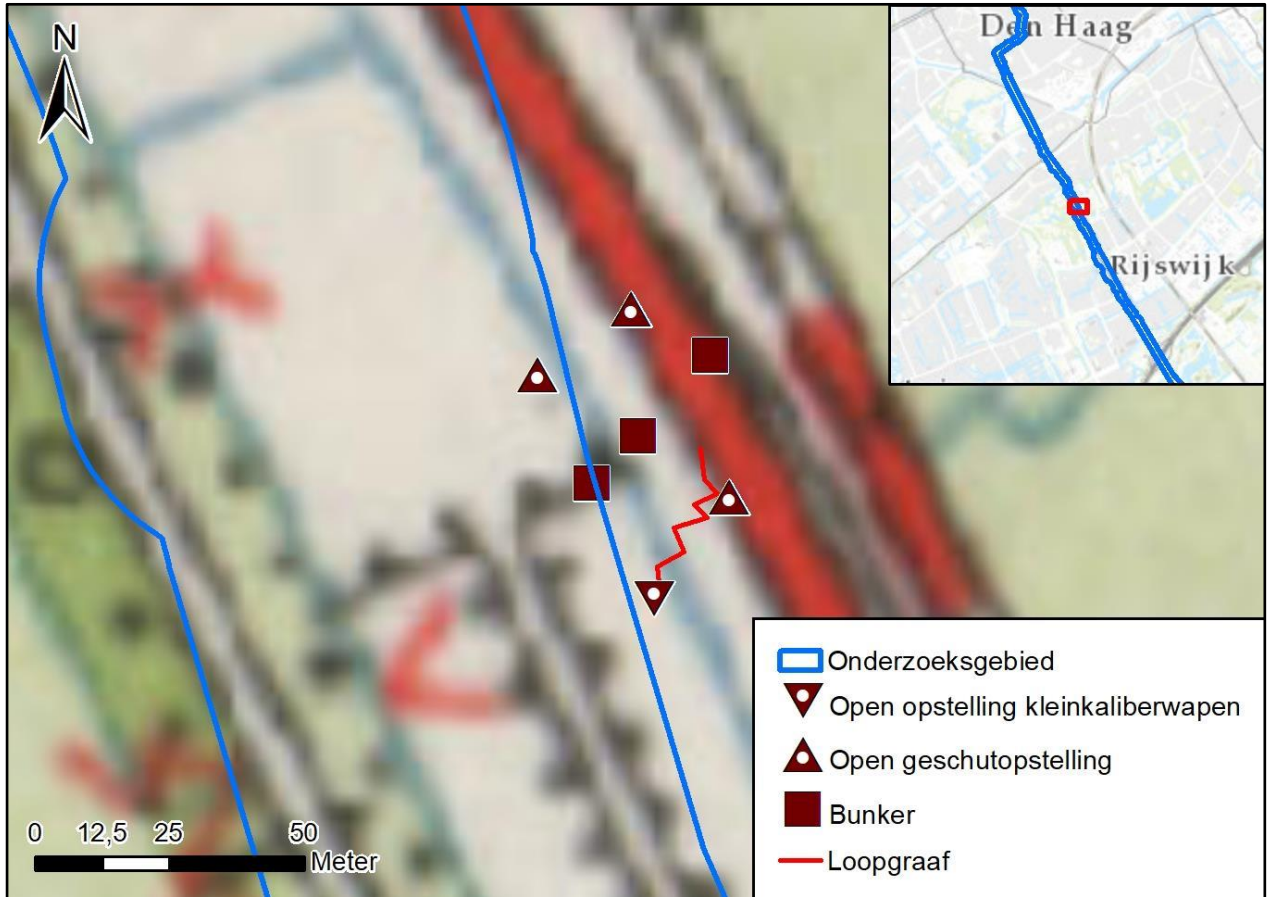 N
Den Haag
Rijswijk
Onderzoeksgebied
Open opstelling kleinkaliberwapen
Open geschutopstelling
Bunker
Loopgraaf
0 12,5 25 50
Meter